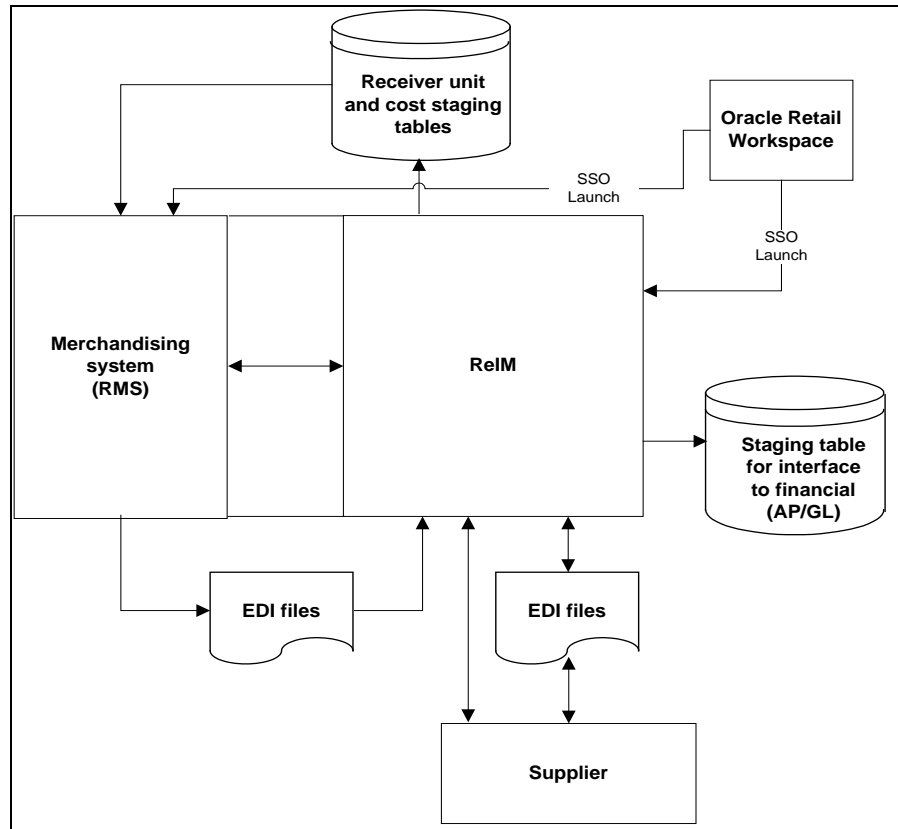 Receiver unit
and cost staging
tables
Oracle Retail
Workspace
SSO
Launch
SSO
Launch
Merchandising
system
(RMS)
ReIM
Staging table
for interface
to financial
(AP/GL)
EDI files
EDI files
Supplier